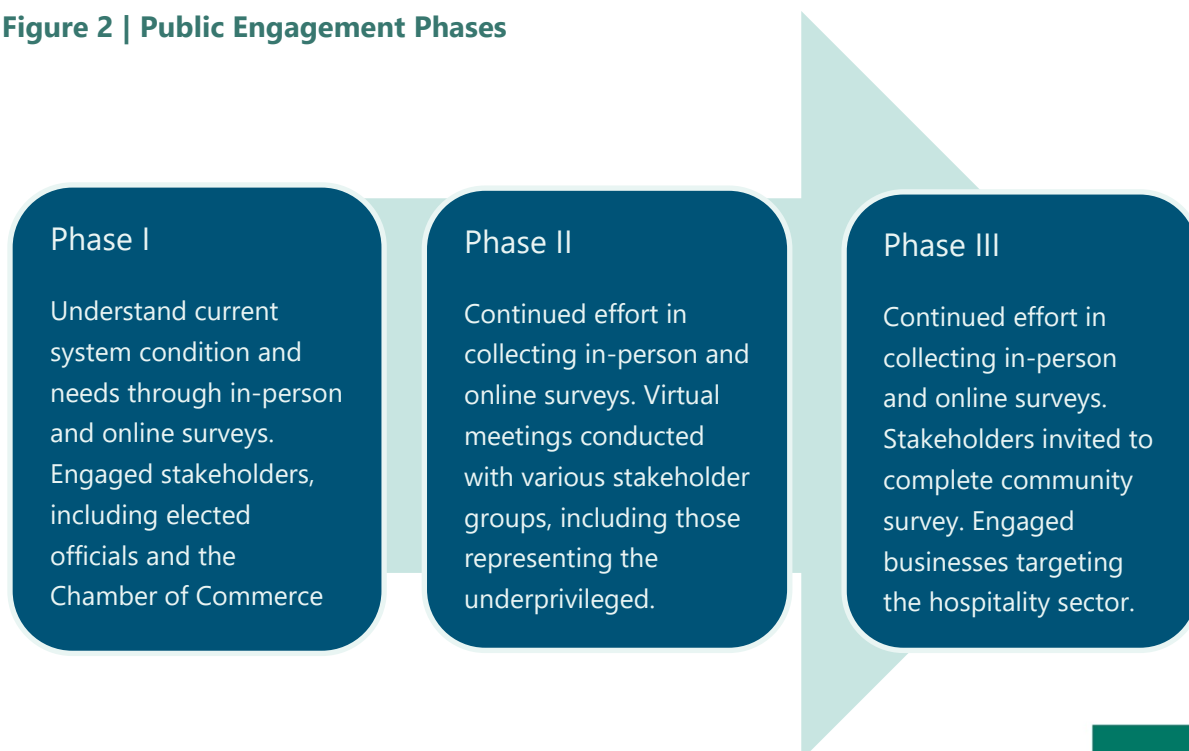 Figure 2 | Public Engagement Phases
Phase I
Understand current
system condition and
needs through in-person
and online surveys.
Engaged stakeholders,
including elected
officials and the
Chamber of Commerce
Phase II
Continued effort in
collecting in-person and
online surveys. Virtual
meetings conducted
with various stakeholder
groups, including those
representing the
underprivileged.
Phase III
Continued effort in
collecting in-person
and online surveys.
Stakeholders invited to
complete community
survey. Engaged
businesses targeting
the hospitality sector.